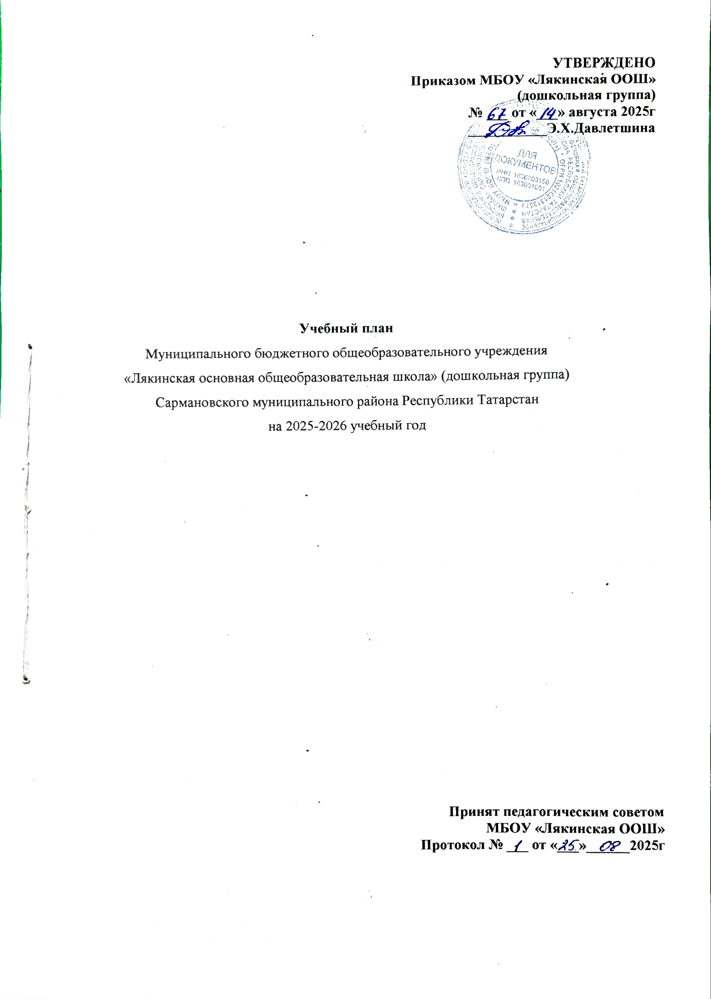 УТВЕРЖДЕНО
Приказом МБОУ «Лякинская ООШ»
(дошкольная группа)
№ 67 от «14» августа 2025г
Э.Х.Давлетшина
ДЛЯ
ДОКУМЕНТОВ
ИНН 1636003150
КПП 163601001
Учебный план
Муниципального бюджетного общеобразовательного учреждения
«Лякинская основная общеобразовательная школа» (дошкольная группа)
Сармановского муниципального района Республики Татарстан
на 2025-2026 учебный год
Принят педагогическим советом
МБОУ «Лякинская ООШ»
Протокол № 1 от «25» 08 2025г